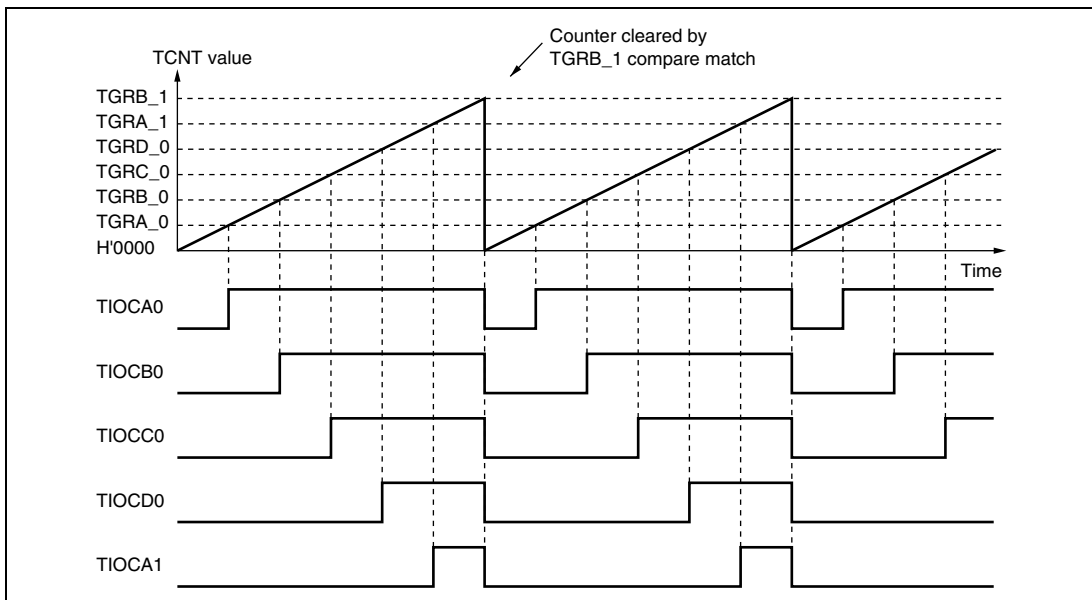 Counter cleared by
TGRB_1 compare match
TCNT value
TGRB_1
TGRA_1
TGRD_0
TGRC_0
TGRB_0
TGRA_0
H'0000
Time
TIOCA0
TIOCB0
TIOCC0
TIOCD0
TIOCA1